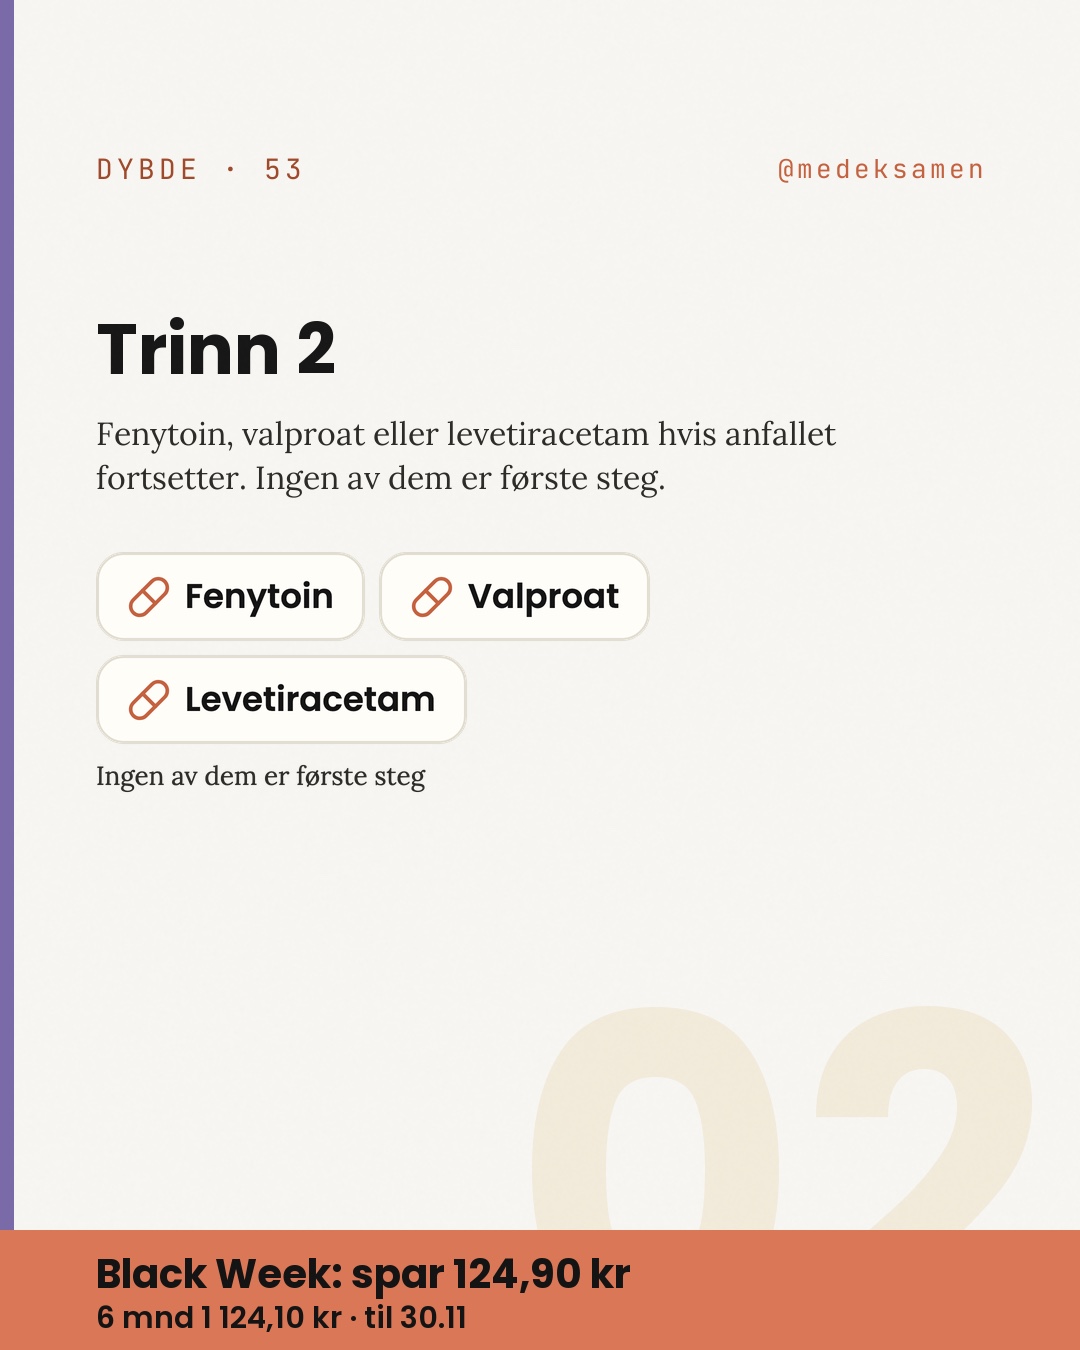 DYBDE · 53
@medeksamen
Trinn 2
Fenytoin, valproat eller levetiracetam hvis anfallet
fortsetter. Ingen av dem er første steg.
Fenytoin
Valproat
Levetiracetam
Ingen av dem er første steg
02
Black Week: spar 124,90 kr
6 mnd 1 124,10 kr · til 30.11